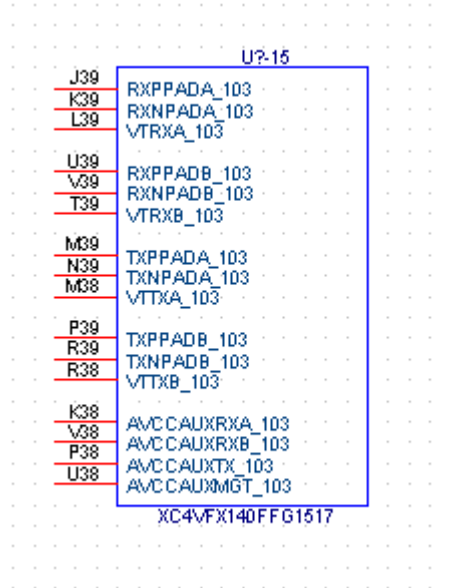 U?-15
J39 RXPPADA_103
K39 RXNPADA_103
L39 VTRXA_103
U39 RXPPADB_103
V39 RXNPADB_103
T39 VTRXB_103
M39 TXPPADA_103
N39 TXNPADA_103
M38 VTTXA_103
P39 TXPPADB_103
R39 TXNPADB_103
R38 VTTXB_103
K38 AVCCAUXRXA_103
V38 AVCCAUXRXB_103
P38 AVCCAUXTX_103
U38 AVCCAUXMGT_103
XC4VFX140FFG1517